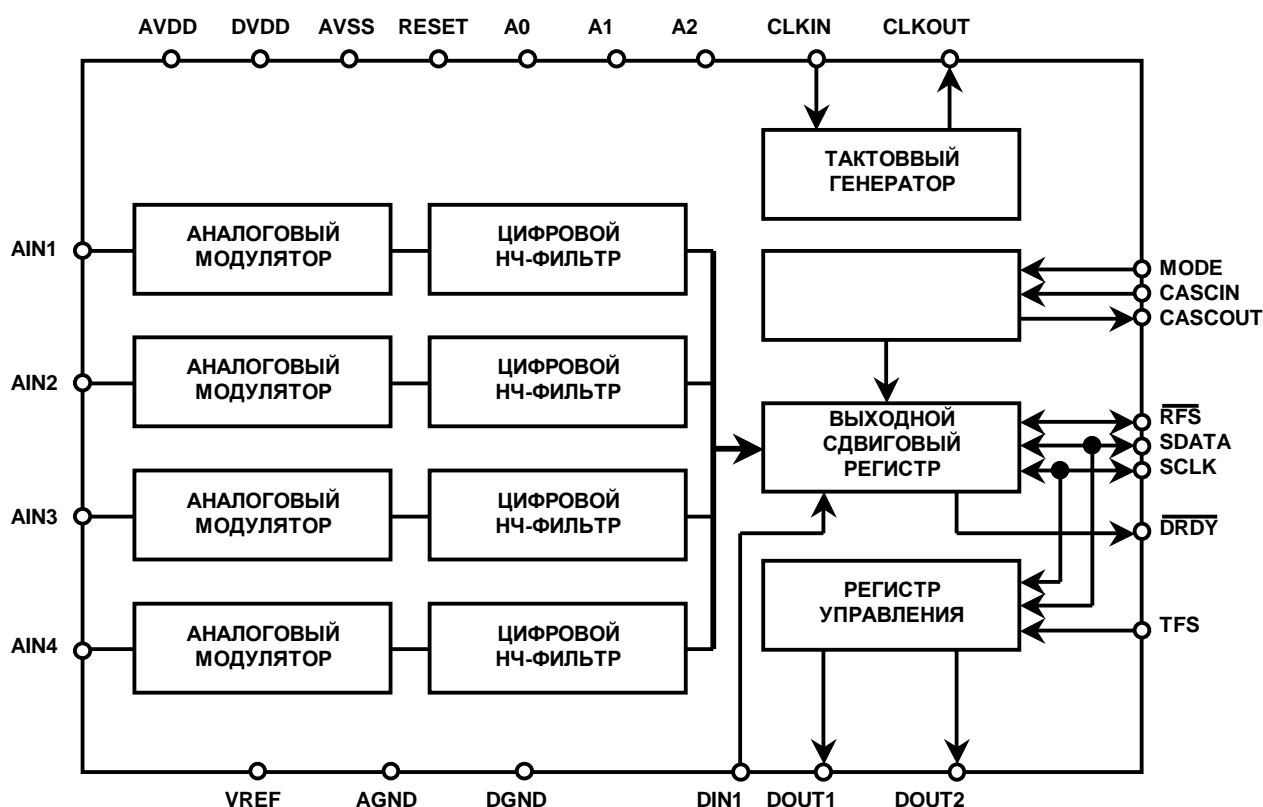 AVDD DVDD AVSS RESET A0 A1 A2 CLKIN CLKOUT
ТАКТОВВЫЙ
ГЕНЕРАТОР
AIN1
АНАЛОГОВЫЙ
МОДУЛЯТОР
ЦИФРОВОЙ
НЧ-ФИЛЬТР
MODE
CASCIN
CASCOUT
AIN2
АНАЛОГОВЫЙ
МОДУЛЯТОР
ЦИФРОВОЙ
НЧ-ФИЛЬТР
ВЫХОДНОЙ
СДВИГОВЫЙ
РЕГИСТР
RFS
SDATA
SCLK
DRDY
AIN3
АНАЛОГОВЫЙ
МОДУЛЯТОР
ЦИФРОВОЙ
НЧ-ФИЛЬТР
РЕГИСТР
УПРАВЛЕНИЯ
TFS
AIN4
АНАЛОГОВЫЙ
МОДУЛЯТОР
ЦИФРОВОЙ
НЧ-ФИЛЬТР
VREF AGND DGND DIN1 DOUT1 DOUT2